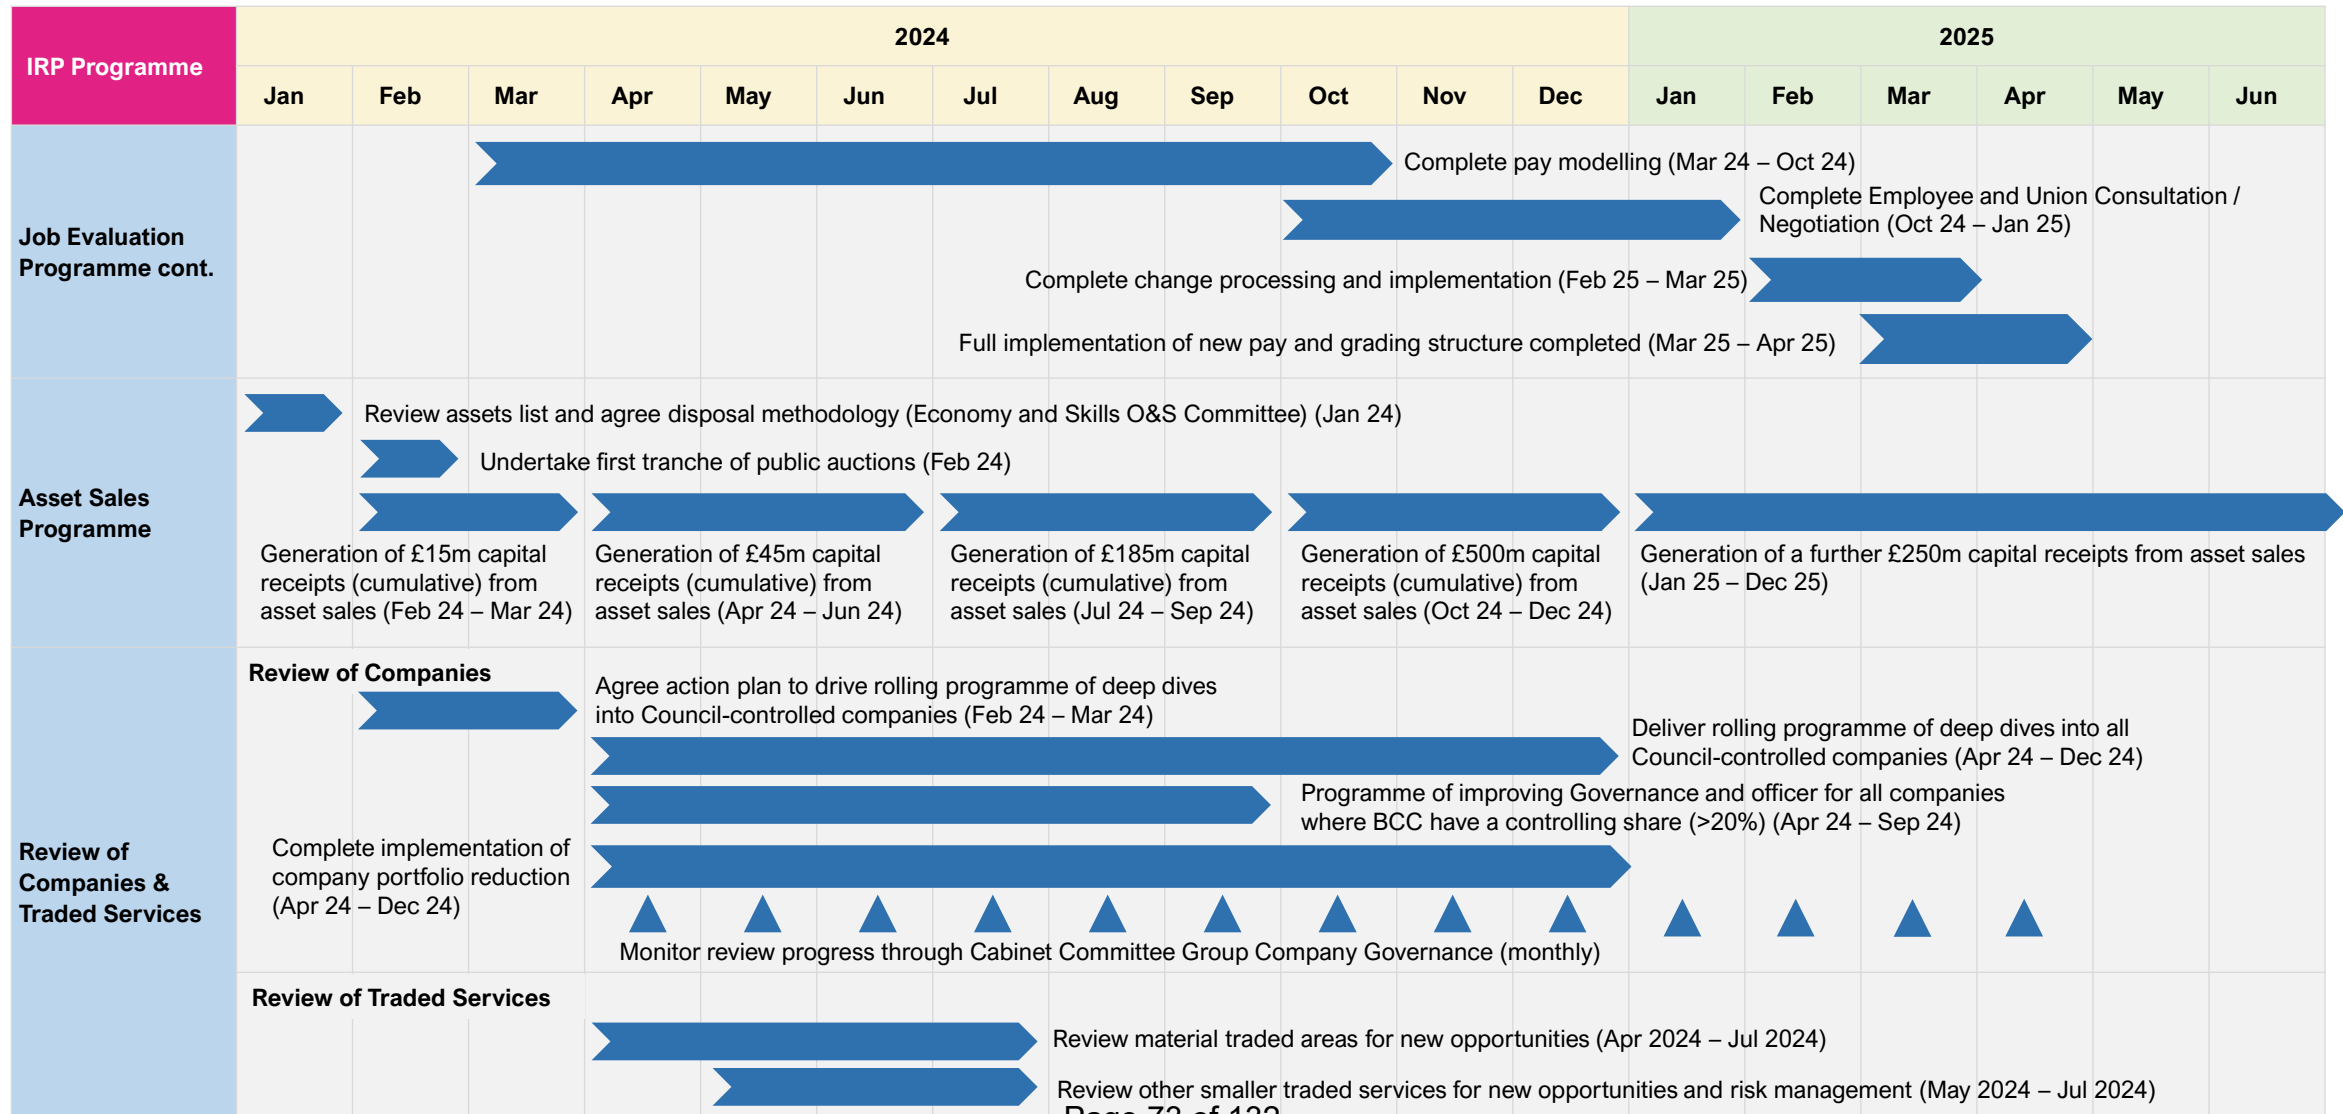 IRP Programme
2024
2025
Jan Feb Mar Apr May Jun Jul Aug Sep Oct Nov Dec Jan Feb Mar Apr May Jun
Job Evaluation
Programme cont.
Complete pay modelling (Mar 24 – Oct 24)
Complete Employee and Union Consultation /
Negotiation (Oct 24 – Jan 25)
Complete change processing and implementation (Feb 25 – Mar 25)
Full implementation of new pay and grading structure completed (Mar 25 – Apr 25)
Asset Sales
Programme
Review assets list and agree disposal methodology (Economy and Skills O&S Committee) (Jan 24)
Undertake first tranche of public auctions (Feb 24)
Generation of £15m capital
receipts (cumulative) from
asset sales (Feb 24 – Mar 24)
Generation of £45m capital
receipts (cumulative) from
asset sales (Apr 24 – Jun 24)
Generation of £185m capital
receipts (cumulative) from
asset sales (Jul 24 – Sep 24)
Generation of £500m capital
receipts (cumulative) from
asset sales (Oct 24 – Dec 24)
Generation of a further £250m capital receipts from asset sales
(Jan 25 – Dec 25)
Review of
Companies &
Traded Services
Review of Companies
Agree action plan to drive rolling programme of deep dives
into Council-controlled companies (Feb 24 – Mar 24)
Deliver rolling programme of deep dives into all
Council-controlled companies (Apr 24 – Dec 24)
Programme of improving Governance and officer for all companies
where BCC have a controlling share (>20%) (Apr 24 – Sep 24)
Complete implementation of
company portfolio reduction
(Apr 24 – Dec 24)
Monitor review progress through Cabinet Committee Group Company Governance (monthly)
Review of Traded Services
Review material traded areas for new opportunities (Apr 2024 – Jul 2024)
Review other smaller traded services for new opportunities and risk management (May 2024 – Jul 2024)
Page 73 of 132